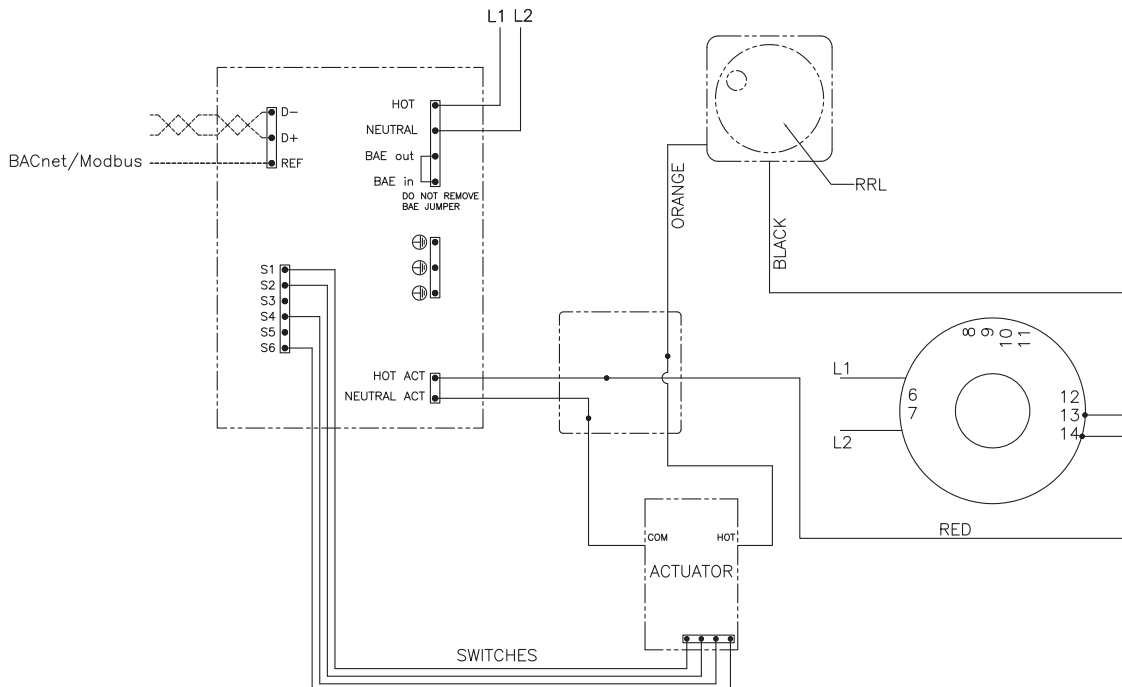 L1 L2
HOT
NEUTRAL
BAE out
BAE in
DO NOT REMOVE
BAE JUMPER
D-
D+
REF
BACnet/Modbus
S1
S2
S3
S4
S5
S6
HOT ACT
NEUTRAL ACT
ORANGE
BLACK
RRL
L1
L2
6
7
8
9
10
11
12
13
14
RED
COM
HOT
ACTUATOR
SWITCHES